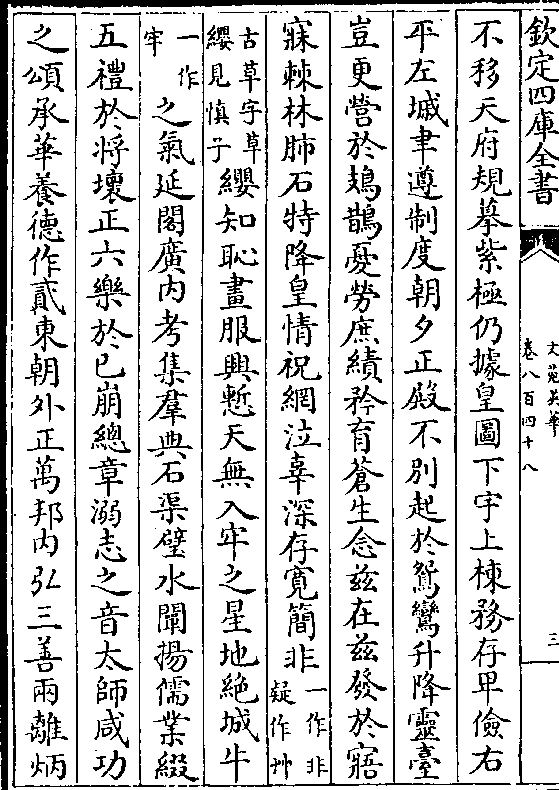 欽定四庫全書
文苑英華
卷八百四十八
三
不移天府規摹紫極仍據皇圖下宇上棟務存卑儉右
平左墄聿遵制度朝夕正殿不別起於鴛鸞升降靈臺
豈更營於鳷鵲憂勞庶績矜育蒼生念兹在兹發於寤
寐棘林肺石特降皇情祝網泣辜深存寛簡非一作非疑作艸
古草字草纓見慎子纓知恥畫服興慙天無入牢之星地絶城牛
一作牢之氣延閣廣内考集羣典石渠璧水闡揚儒業綴
五禮於將壞正六樂於已崩總章溺志之音太師咸功
之頌承華養德作貳東朝外正萬邦内弘三善兩離炳